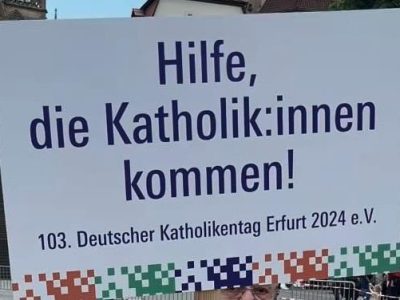 Hilfe,
die Katholik:innen
kommen!
103. Deutscher Katholikentag Erfurt 2024 e.V.